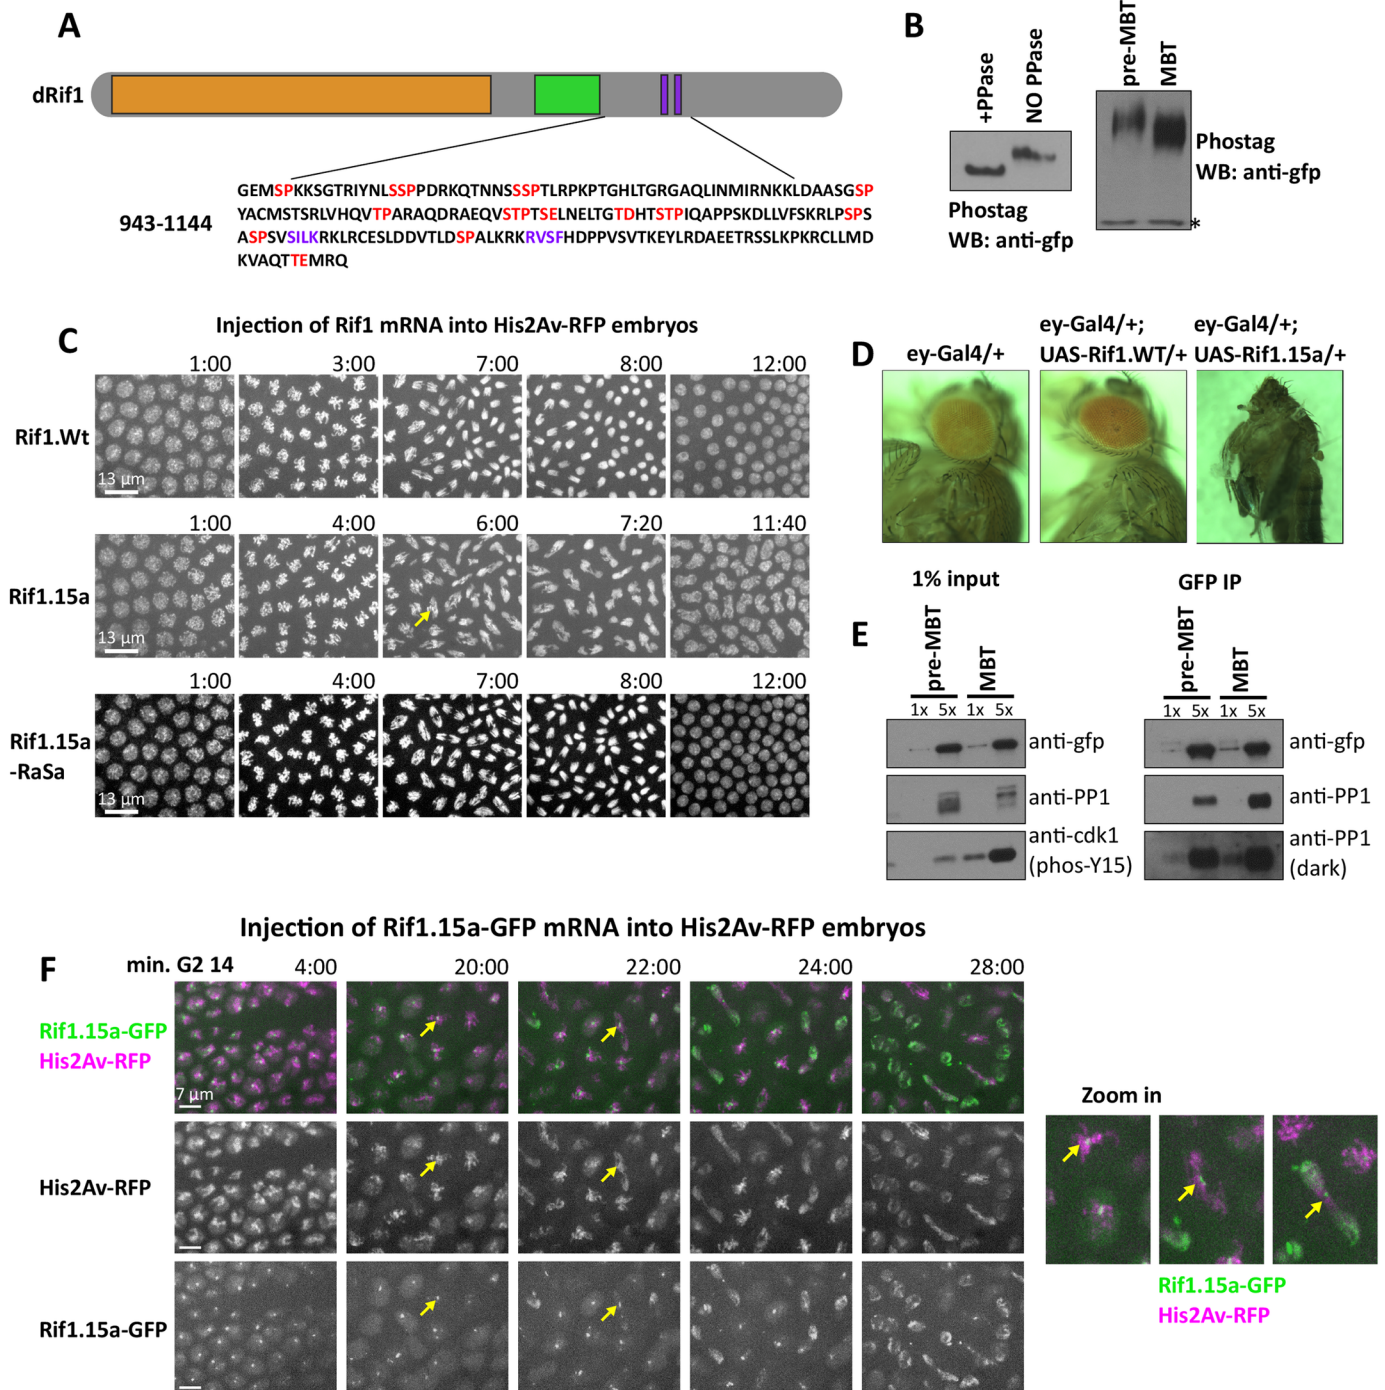 A
dRif1
943-1144
GEMSPKKSGTRIYNLSSPPDRKQTNNSSSPTLRPKPTGHLTGRGAQLINMIRNKKLDAASGSP
YACMSTSRLVHQVTPARAQDRAEQVSTPTSELNELTGTDHTSTPIQAPPSKDLLVFSKRLPSPS
ASPSVSILKRKLRCESLDDVTLDSPALKRKRVSFHDPPVSVTKEYLRDAEETRSSLKPKRCLLMD
KVAQTTEMRQ
B
+PPase
NO PPase
Phostag
WB: anti-gfp
pre-MBT
MBT
Phostag
WB: anti-gfp
*
C
Injection of Rif1 mRNA into His2Av-RFP embryos
1:00 3:00 7:00 8:00 12:00
Rif1.Wt
13 µm
1:00 4:00 6:00 7:20 11:40
Rif1.15a
13 µm
1:00 4:00 7:00 8:00 12:00
Rif1.15a
-RaSa
13 µm
D
ey-Gal4/+
ey-Gal4/+;
UAS-Rif1.WT/+
ey-Gal4/+;
UAS-Rif1.15a/+
E
1% input
pre-MBT
MBT
1x 5x 1x 5x
anti-gfp
anti-PP1
anti-cdk1
(phos-Y15)
GFP IP
pre-MBT
MBT
1x 5x 1x 5x
anti-gfp
anti-PP1
anti-PP1
(dark)
Injection of Rif1.15a-GFP mRNA into His2Av-RFP embryos
F
min. G2 14 4:00 20:00 22:00 24:00 28:00
Rif1.15a-GFP
His2Av-RFP
7 µm
His2Av-RFP
Rif1.15a-GFP
Zoom in
Rif1.15a-GFP
His2Av-RFP